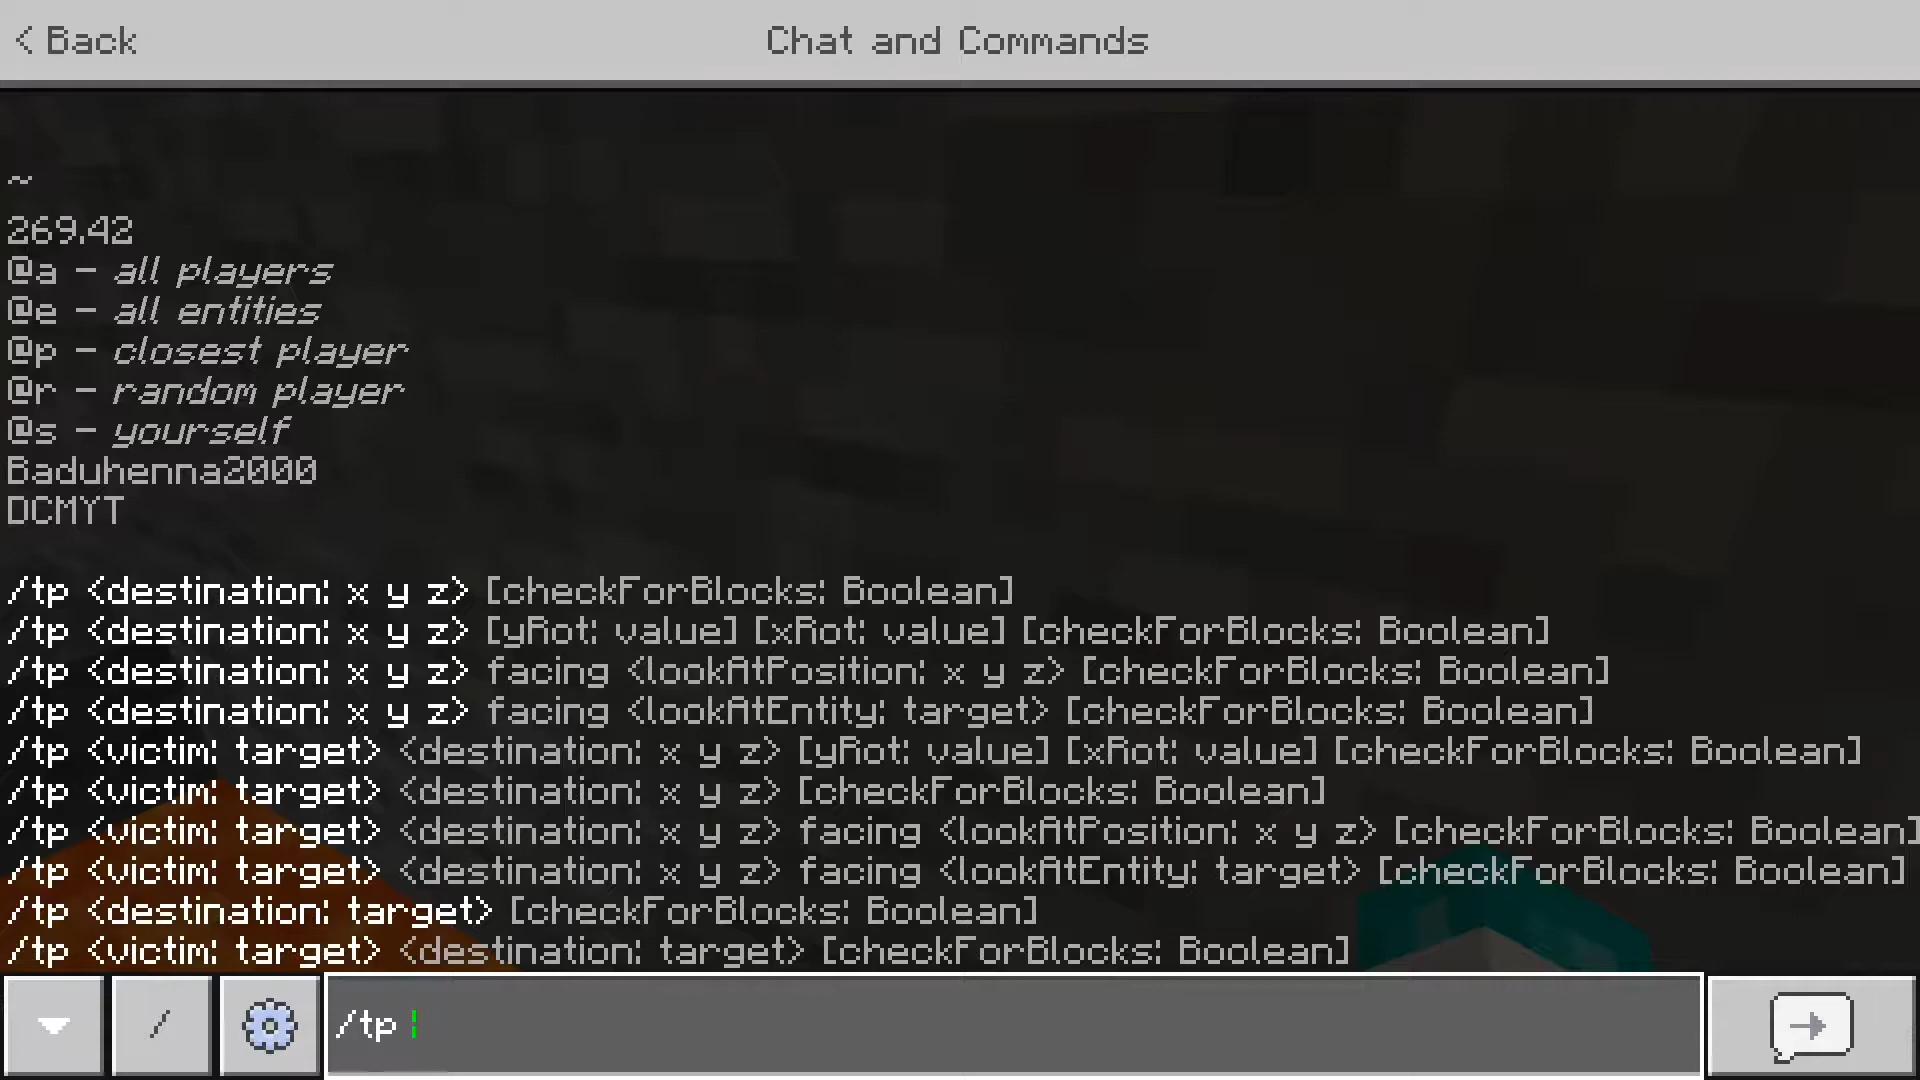 < Back
Chat and Commands
~
269.42
@a - all players
@e - all entities
@p - closest player
@r - random player
@s - yourself
Baduhenna2000
DCMYT
/tp <destination: x y z> [checkForBlocks: Boolean]
/tp <destination: x y z> [yRot: value] [xRot: value] [checkForBlocks: Boolean]
/tp <destination: x y z> facing <lookAtPosition: x y z> [checkForBlocks: Boolean]
/tp <destination: x y z> facing <lookAtEntity: target> [checkForBlocks: Boolean]
/tp <victim: target> <destination: x y z> [yRot: value] [xRot: value] [checkForBlocks: Boolean]
/tp <victim: target> <destination: x y z> [checkForBlocks: Boolean]
/tp <victim: target> <destination: x y z> facing <lookAtPosition: x y z> [checkForBlocks: Boolean]
/tp <victim: target> <destination: x y z> facing <lookAtEntity: target> [checkForBlocks: Boolean]
/tp <destination: target> [checkForBlocks: Boolean]
/tp <victim: target> <destination: target> [checkForBlocks: Boolean]
/
/tp